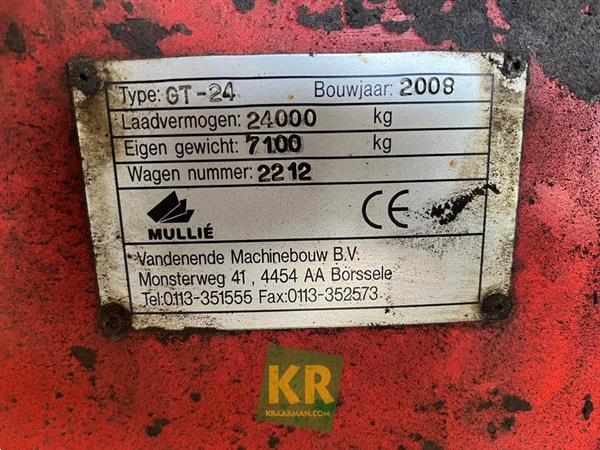 Type: GT-24 Bouwjaar: 2008
Laadvermogen: 24000 kg
Eigen gewicht: 7100 kg
Wagen nummer: 2212
MULLIÉ CE
Vandenende Machinebouw B.V.
Monsterweg 41 , 4454 AA Borssele
Tel:0113-351555 Fax:0113-352573
KR
KRAAKMAN.COM